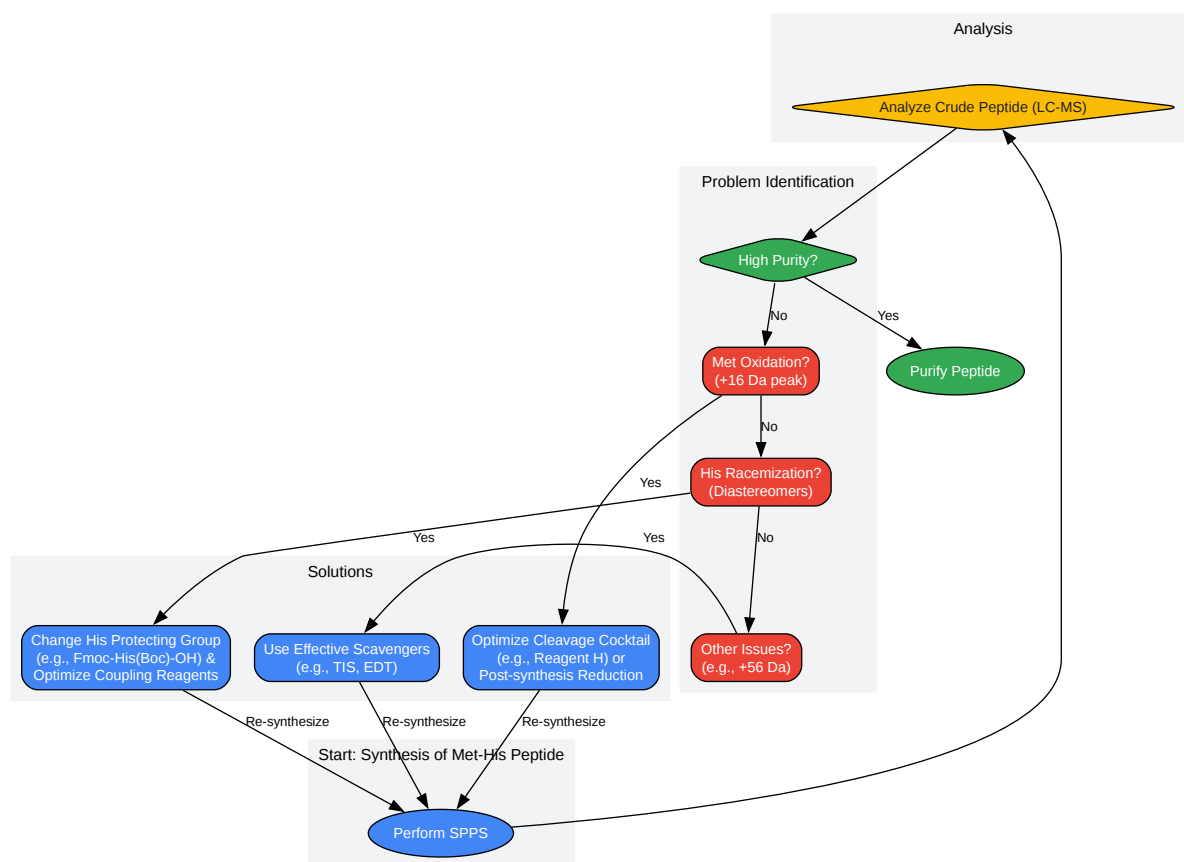 Analysis
Analyze Crude Peptide (LC-MS)
Problem Identification
High Purity?
No
Yes
Met Oxidation?
(+16 Da peak)
Purify Peptide
No
His Racemization?
(Diastereomers)
Yes
Yes
Yes
No
Solutions
Change His Protecting Group
(e.g., Fmoc-His(Boc)-OH) &
Optimize Coupling Reagents
Use Effective Scavengers
(e.g., TIS, EDT)
Optimize Cleavage Cocktail
(e.g., Reagent H) or
Post-synthesis Reduction
Other Issues?
(e.g., +56 Da)
Re-synthesize
Re-synthesize
Re-synthesize
Start: Synthesis of Met-His Peptide
Perform SPPS